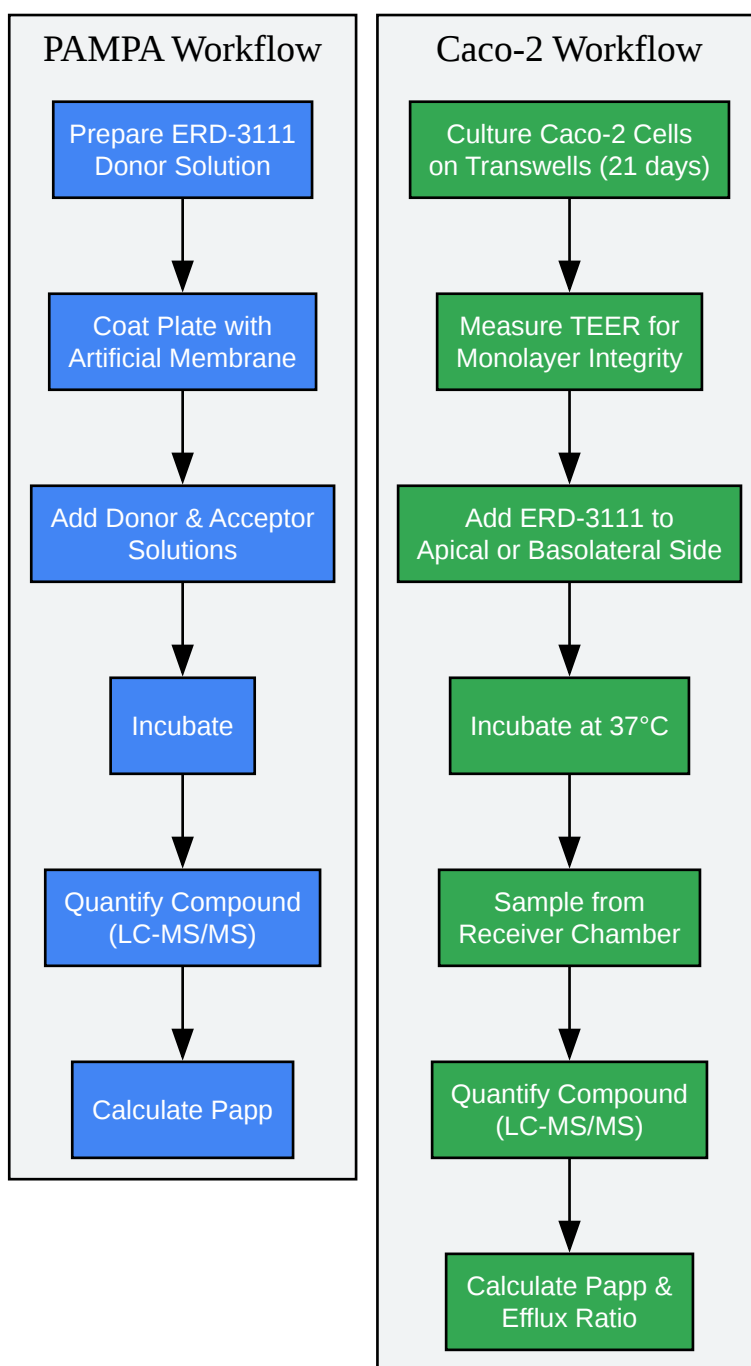 PAMPA Workflow
Prepare ERD-3111
Donor Solution
Coat Plate with
Artificial Membrane
Add Donor & Acceptor
Solutions
Incubate
Quantify Compound
(LC-MS/MS)
Calculate Papp
Caco-2 Workflow
Culture Caco-2 Cells
on Transwells (21 days)
Measure TEER for
Monolayer Integrity
Add ERD-3111 to
Apical or Basolateral Side
Incubate at 37°C
Sample from
Receiver Chamber
Quantify Compound
(LC-MS/MS)
Calculate Papp &
Efflux Ratio